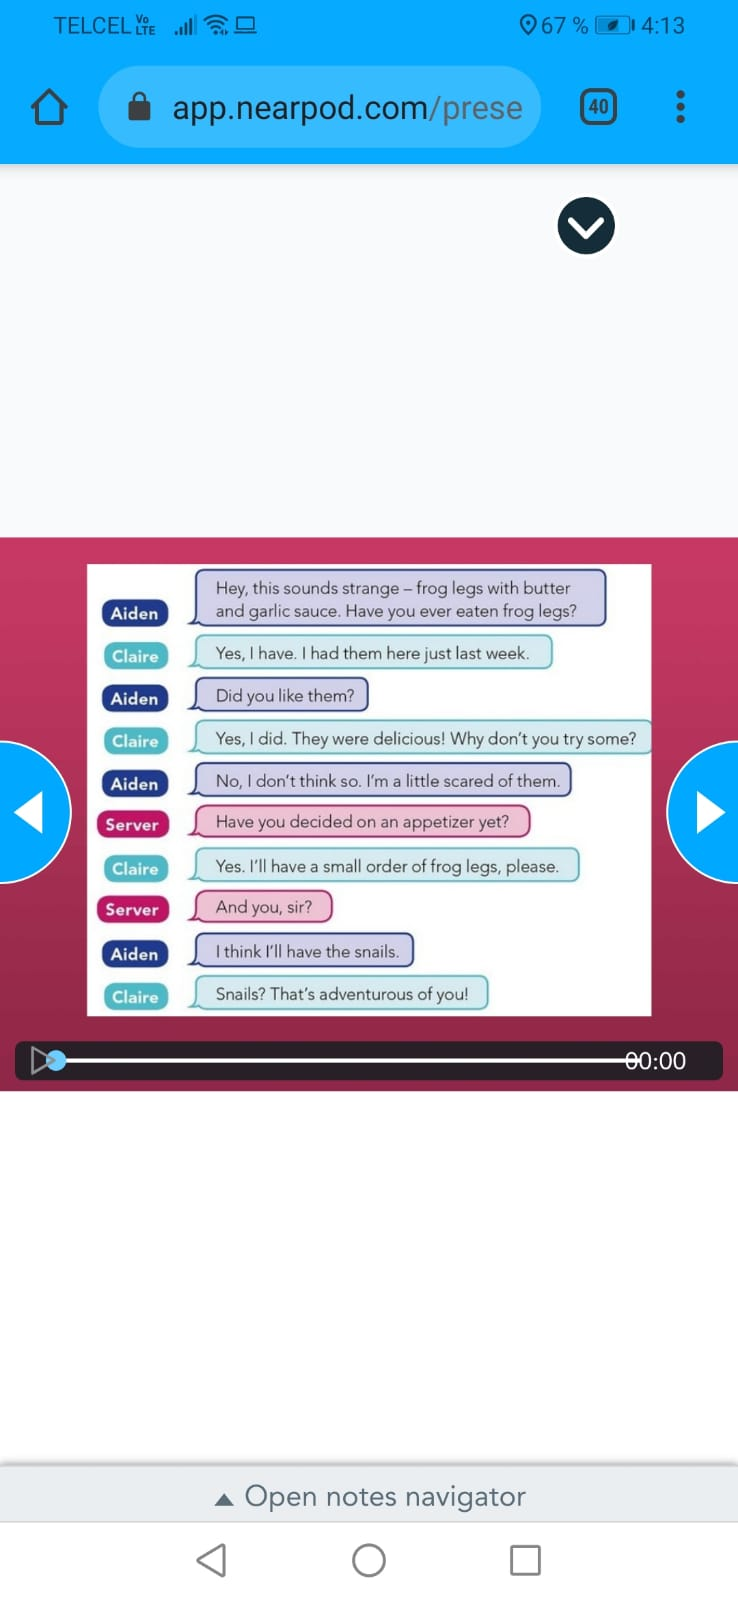 TELCEL Vo LTE 67 % 4:13
app.nearpod.com/prese 40
Aiden Hey, this sounds strange – frog legs with butter
and garlic sauce. Have you ever eaten frog legs?
Claire Yes, I have. I had them here just last week.
Aiden Did you like them?
Claire Yes, I did. They were delicious! Why don't you try some?
Aiden No, I don't think so. I'm a little scared of them.
Server Have you decided on an appetizer yet?
Claire Yes. I'll have a small order of frog legs, please.
Server And you, sir?
Aiden I think I'll have the snails.
Claire Snails? That's adventurous of you!
00:00
Open notes navigator